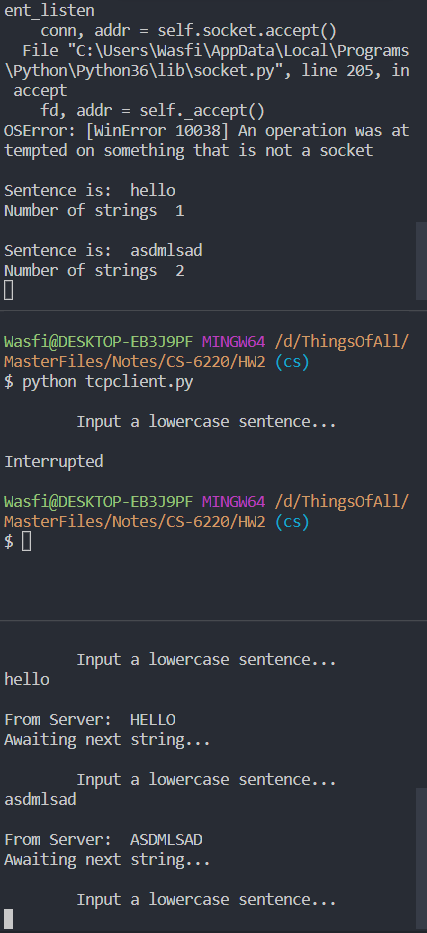 ent_listen
    conn, addr = self.socket.accept()
  File "C:\Users\Wasfi\AppData\Local\Programs
\Python\Python36\lib\socket.py", line 205, in
 accept
    fd, addr = self._accept()
OSError: [WinError 10038] An operation was at
tempted on something that is not a socket

Sentence is:  hello
Number of strings  1

Sentence is:  asdmlsad
Number of strings  2

Wasfi@DESKTOP-EB3J9PF MINGW64 /d/ThingsOfAll/
MasterFiles/Notes/CS-6220/HW2 (cs)
$ python tcpclient.py

        Input a lowercase sentence...

Interrupted

Wasfi@DESKTOP-EB3J9PF MINGW64 /d/ThingsOfAll/
MasterFiles/Notes/CS-6220/HW2 (cs)
$

        Input a lowercase sentence...
hello

From Server:  HELLO
Awaiting next string...

        Input a lowercase sentence...
asdmlsad

From Server:  ASDMLSAD
Awaiting next string...

        Input a lowercase sentence...